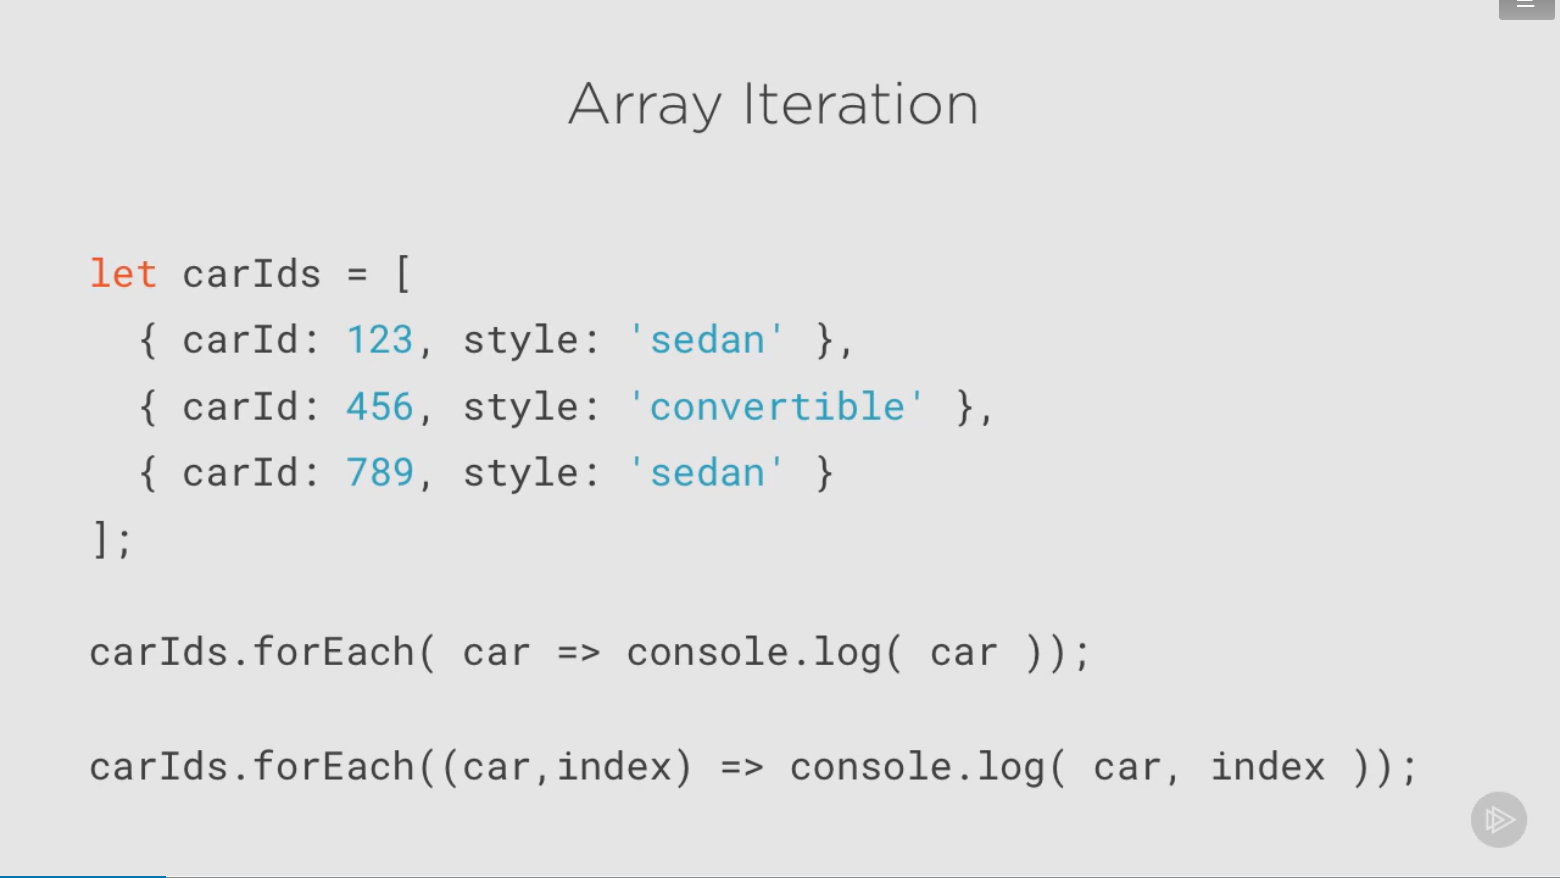 Array Iteration
let carIds = [
  { carId: 123, style: 'sedan' },
  { carId: 456, style: 'convertible' },
  { carId: 789, style: 'sedan' }
];
carIds.forEach( car => console.log( car ));
carIds.forEach((car,index) => console.log( car, index ));